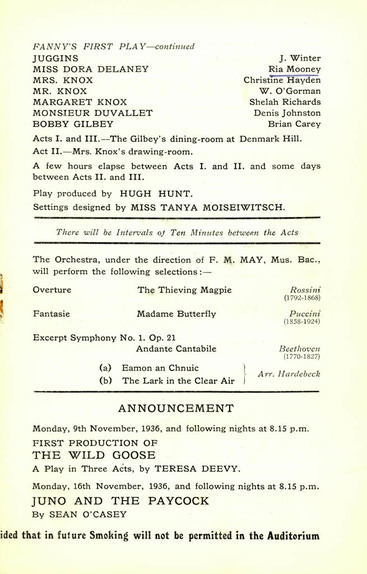 FANNY'S FIRST PLAY—continued
JUGGINS J. Winter
MISS DORA DELANEY Ria Mooney
MRS. KNOX Christine Hayden
MR. KNOX W. O'Gorman
MARGARET KNOX Shelah Richards
MONSIEUR DUVALLET Denis Johnston
BOBBY GILBEY Brian Carey
Acts I. and III.—The Gilbey's dining-room at Denmark Hill.
Act II.—Mrs. Knox's drawing-room.
A few hours elapse between Acts I. and II. and some days
between Acts II. and III.
Play produced by HUGH HUNT.
Settings designed by MISS TANYA MOISEIWITSCH.
There will be Intervals of Ten Minutes between the Acts
The Orchestra, under the direction of F. M. MAY, Mus. Bac.,
will perform the following selections:—
Overture The Thieving Magpie Rossini
(1792-1868)
Fantasie Madame Butterfly Puccini
(1858-1924)
Excerpt Symphony No. 1. Op. 21
Andante Cantabile Beethoven
(1770-1827)
(a) Eamon an Chnuic
(b) The Lark in the Clear Air } Arr. Hardebeck
ANNOUNCEMENT
Monday, 9th November, 1936, and following nights at 8.15 p.m.
FIRST PRODUCTION OF
THE WILD GOOSE
A Play in Three Acts, by TERESA DEEVY.
Monday, 16th November, 1936, and following nights at 8.15 p.m.
JUNO AND THE PAYCOCK
By SEAN O'CASEY
ided that in future Smoking will not be permitted in the Auditorium